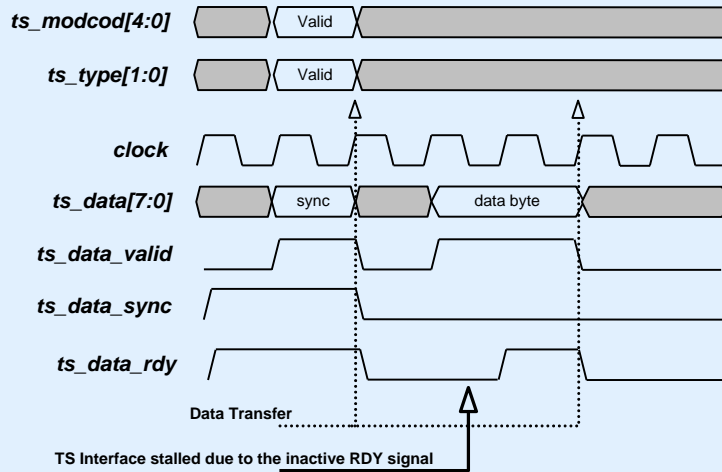 ts_modcod[4:0]
Valid
ts_type[1:0]
Valid
clock
ts_data[7:0]
sync
data byte
ts_data_valid
ts_data_sync
ts_data_rdy
Data Transfer
TS Interface stalled due to the inactive RDY signal